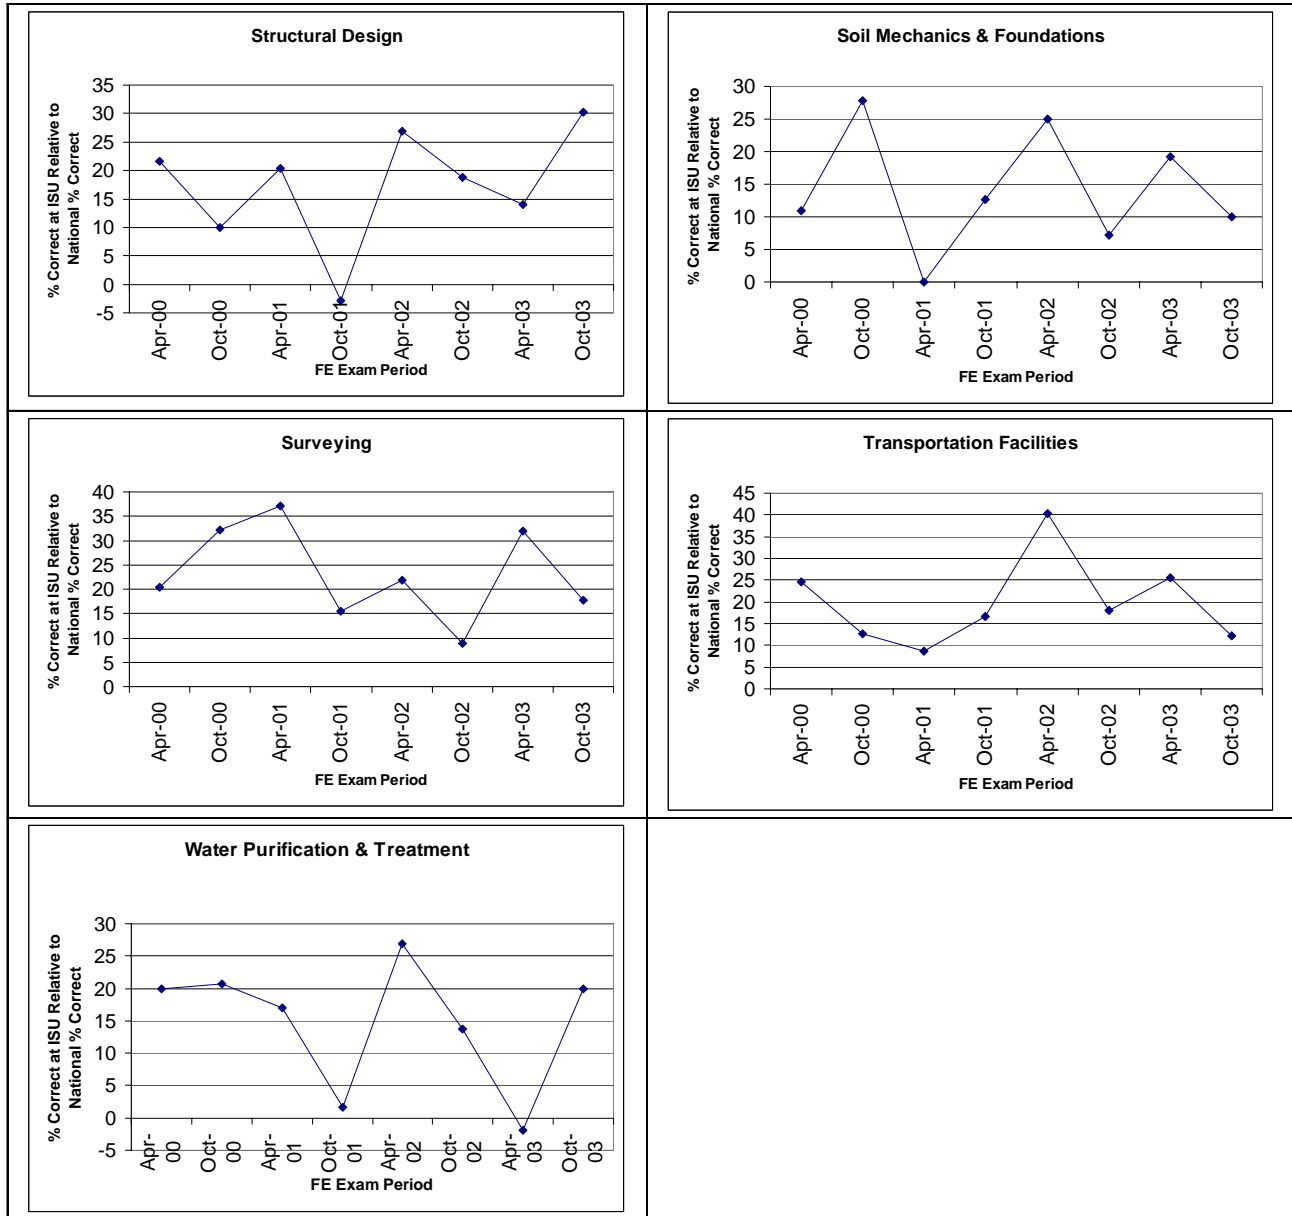 Structural Design
% Correct at ISU Relative to
National % Correct
35
30
25
20
15
10
5
0
-5
Apr-00
Oct-00
Apr-01
Oct-01
Apr-02
Oct-02
Apr-03
Oct-03
FE Exam Period
Soil Mechanics & Foundations
% Correct at ISU Relative to
National % Correct
30
25
20
15
10
5
0
Apr-00
Oct-00
Apr-01
Oct-01
Apr-02
Oct-02
Apr-03
Oct-03
FE Exam Period
Surveying
% Correct at ISU Relative to
National % Correct
40
35
30
25
20
15
10
5
0
Apr-00
Oct-00
Apr-01
Oct-01
Apr-02
Oct-02
Apr-03
Oct-03
FE Exam Period
Transportation Facilities
% Correct at ISU Relative to
National % Correct
45
40
35
30
25
20
15
10
5
0
Apr-00
Oct-00
Apr-01
Oct-01
Apr-02
Oct-02
Apr-03
Oct-03
FE Exam Period
Water Purification & Treatment
% Correct at ISU Relative to
National % Correct
30
25
20
15
10
5
0
-5
Apr-
00
Oct-
00
Apr-
01
Oct-
01
Apr-
02
Oct-
02
Apr-
03
Oct-
03
FE Exam Period